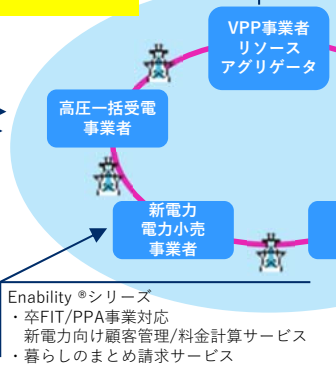 VPP事業者
リソース
アグリゲータ
高圧一括受電
事業者
新電力
電力小売
事業者
Enability ®シリーズ
・卒FIT/PPA事業対応
新電力向け顧客管理/料金計算サービス
・暮らしのまとめ請求サービス